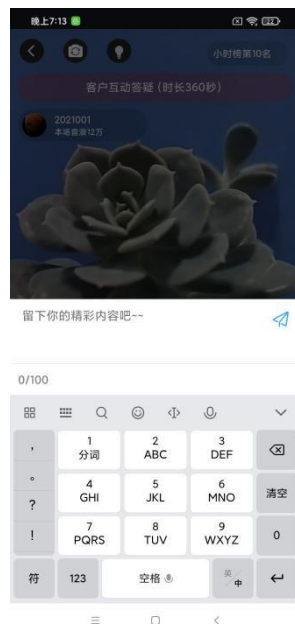 晚上7:13
小时榜第10名
客户互动答疑 (时长360秒)
2021001
本场音浪12万
留下你的精彩内容吧~~
0/100
， 1 2 3
分词 ABC DEF
。 4 5 6 清空
GHI JKL MNO
?
! 7 8 9 0
PQRS TUV WXYZ
符 123 空格 英/中